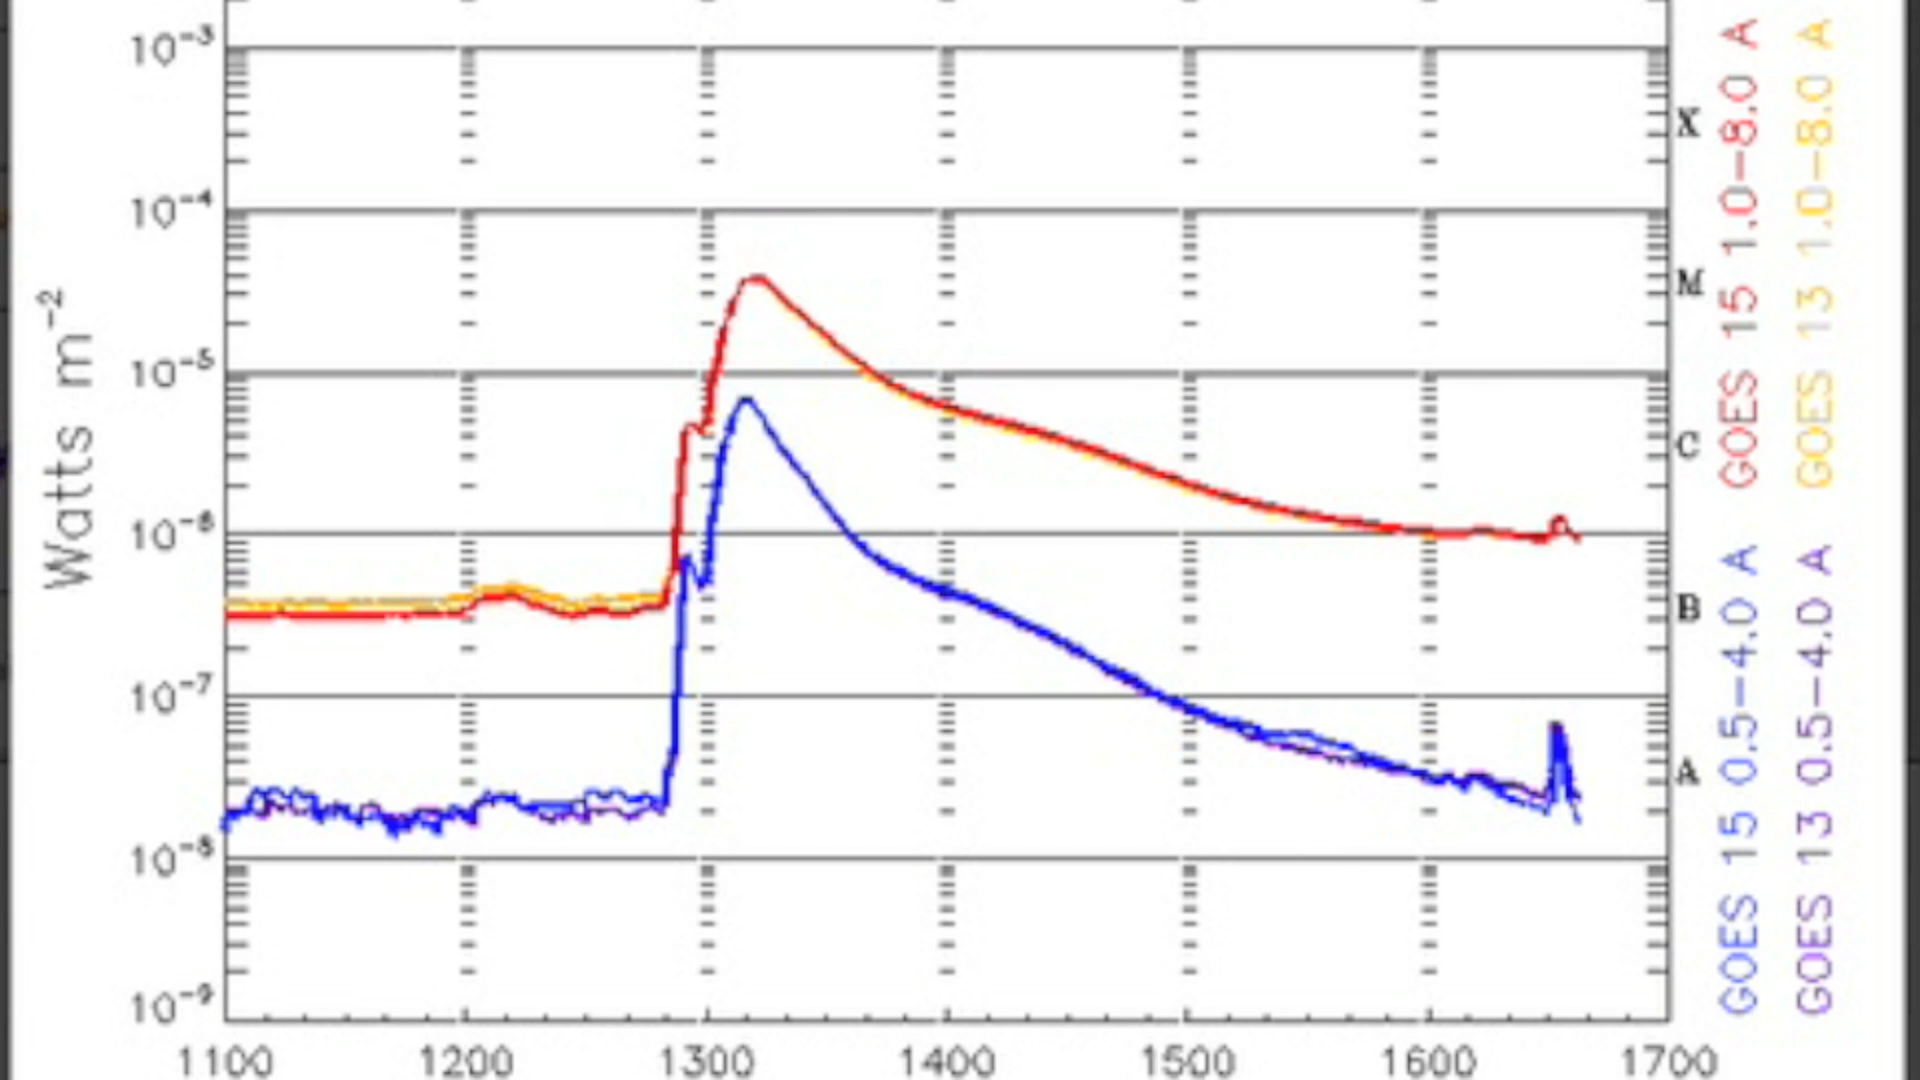 10⁻³
10⁻⁴
10⁻⁵
10⁻⁶
10⁻⁷
10⁻⁸
10⁻⁹
Watts m⁻²
1100 1200 1300 1400 1500 1600 1700
X
M
C
B
A
GOES 15 1.0-8.0 A
GOES 13 1.0-8.0 A
GOES 15 0.5-4.0 A
GOES 13 0.5-4.0 A